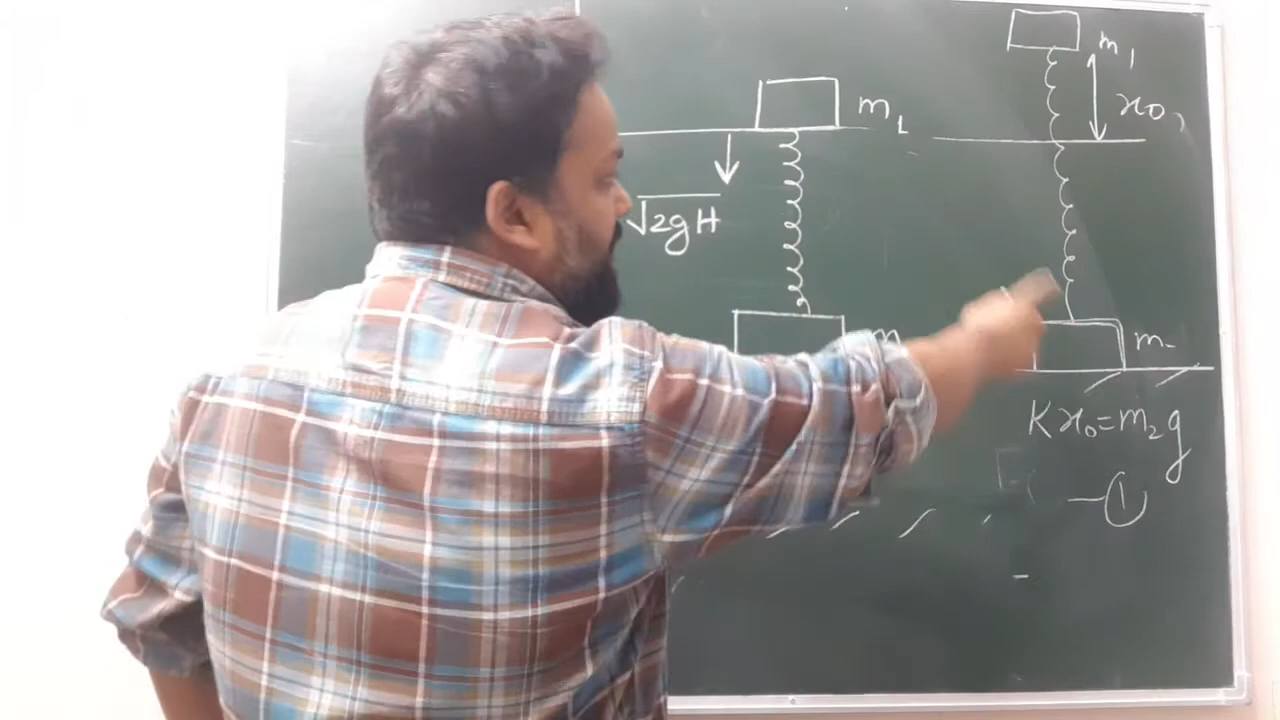 m₁
x₀,
m₁
√2gH
m
m₂
Kx₀=m₂g
—①